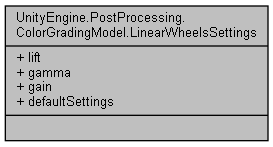 UnityEngine.PostProcessing.
ColorGradingModel.LinearWheelsSettings
+ lift
+ gamma
+ gain
+ defaultSettings